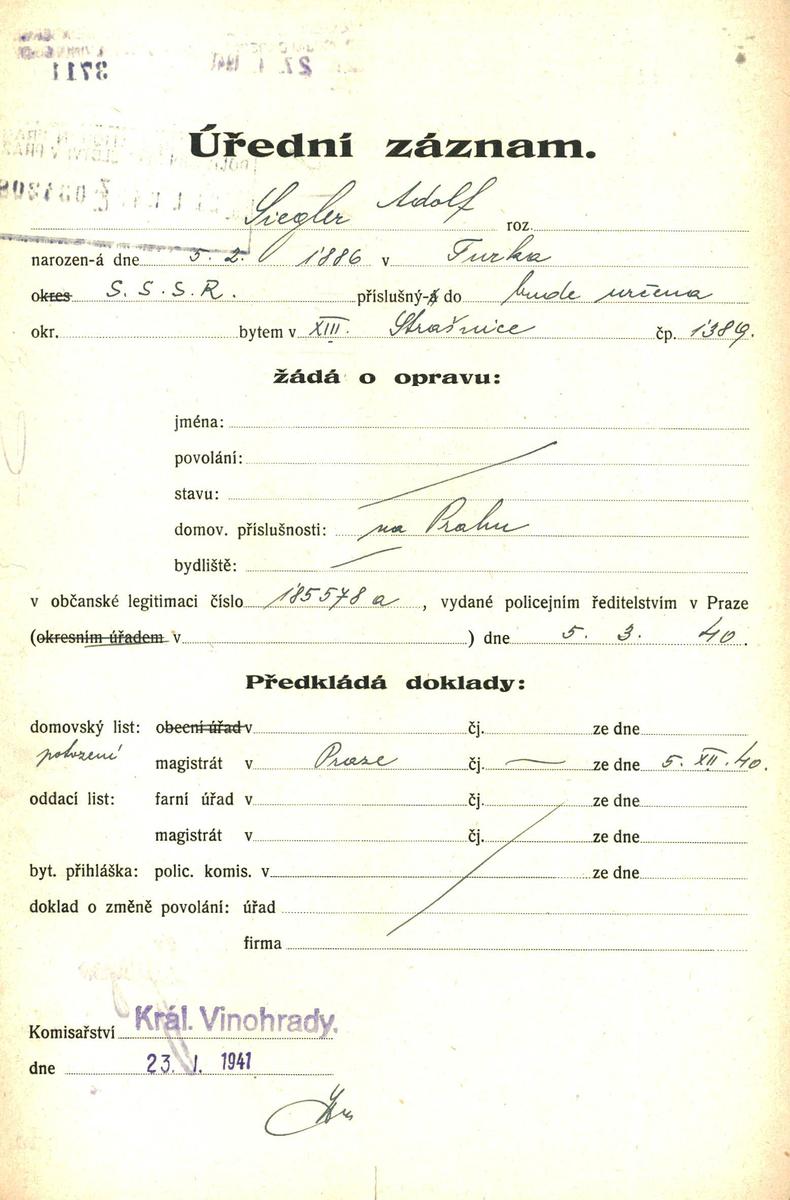 3711
27. I. 1941
Úřední záznam.
Siegler Adolf roz.
narozen-á dne 5. 2. 1886 v Turka
okres S. S. S. R. příslušný-á do bude určena
okr. bytem v XIII. Strašnice čp. 1389.
žádá o opravu:
jména:
povolání:
stavu:
domov. příslušnosti: na Prahu
bydliště:
v občanské legitimaci číslo 185578 a, vydané policejním ředitelstvím v Praze
(okresním úřadem v ) dne 5. 3. 40.
Předkládá doklady:
domovský list: obecní úřad v čj. ze dne
potvrzení magistrát v Praze čj. — ze dne 5. XII. 40.
oddací list: farní úřad v čj. ze dne
magistrát v čj. ze dne
byt. přihláška: polic. komis. v ze dne
doklad o změně povolání: úřad
firma
Komisařství Král. Vinohrady.
dne 23. I. 1941